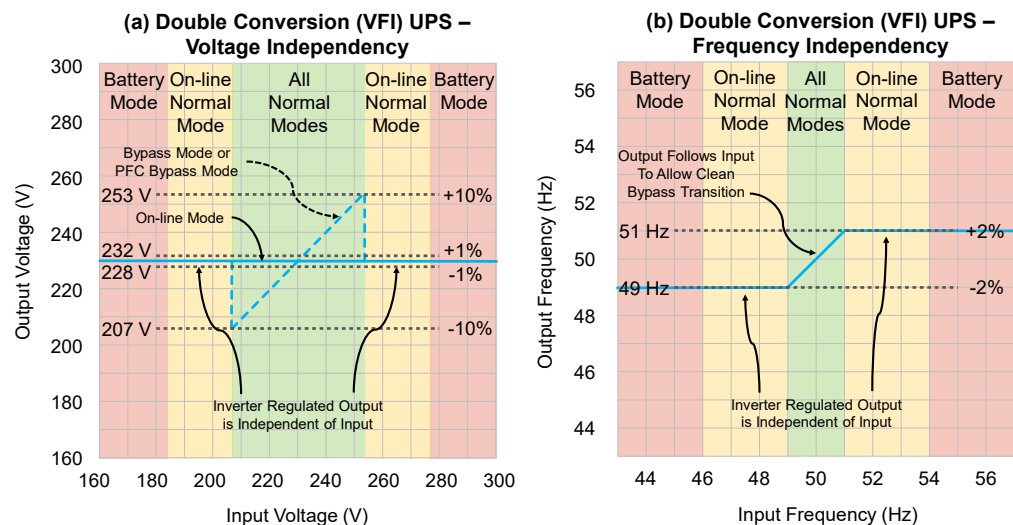 (a) Double Conversion (VFI) UPS –
Voltage Independency
300
280
260
240
220
200
180
160
Output Voltage (V)
Battery
Mode
On-line
Normal
Mode
All
Normal
Modes
On-line
Normal
Mode
Battery
Mode
Bypass Mode or
PFC Bypass Mode
253 V
+10%
On-line Mode
232 V
+1%
228 V
-1%
207 V
-10%
Inverter Regulated Output
is Independent of Input
160
180
200
220
240
260
280
300
Input Voltage (V)
(b) Double Conversion (VFI) UPS –
Frequency Independency
56
54
52
50
48
46
44
Output Frequency (Hz)
Battery
Mode
On-line
Normal
Mode
All
Normal
Modes
On-line
Normal
Mode
Battery
Mode
Output Follows Input
To Allow Clean
Bypass Transition
51 Hz
+2%
49 Hz
-2%
Inverter Regulated Output
is Independent of Input
44
46
48
50
52
54
56
Input Frequency (Hz)